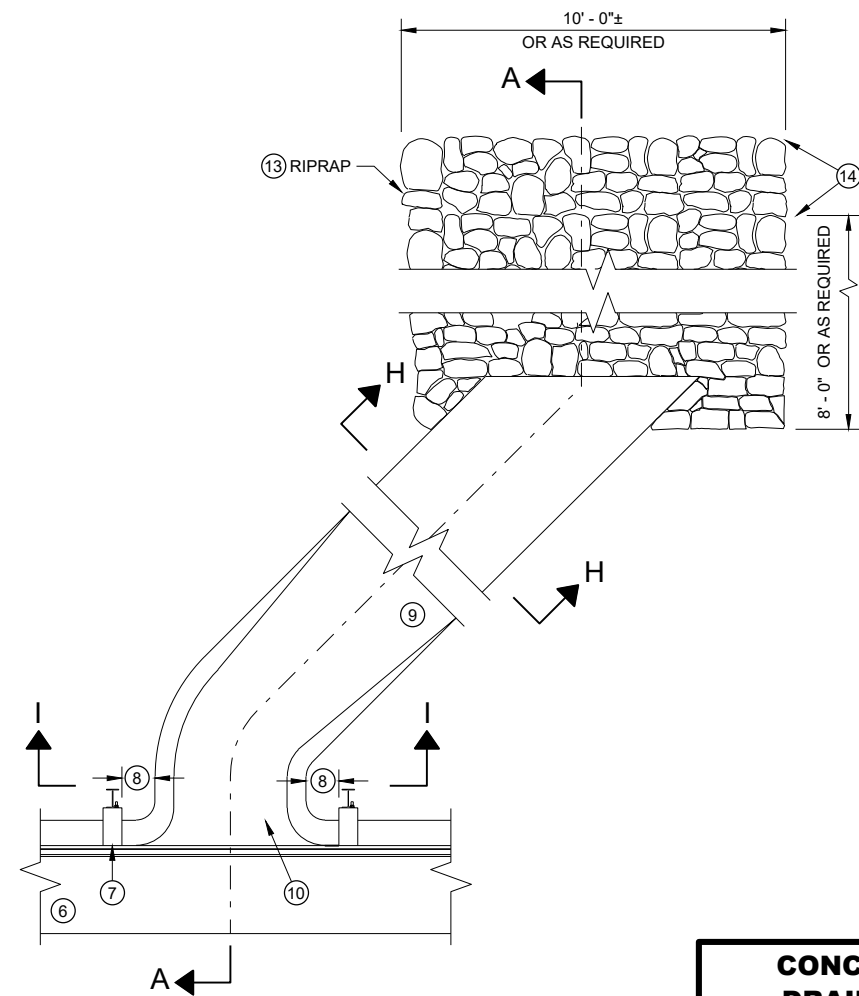 10' - 0"±
OR AS REQUIRED
A
13 RIPRAP
14
8' - 0" OR AS REQUIRED
H
H
9
I
I
8
8
7
10
6
A
CONC
DRAI